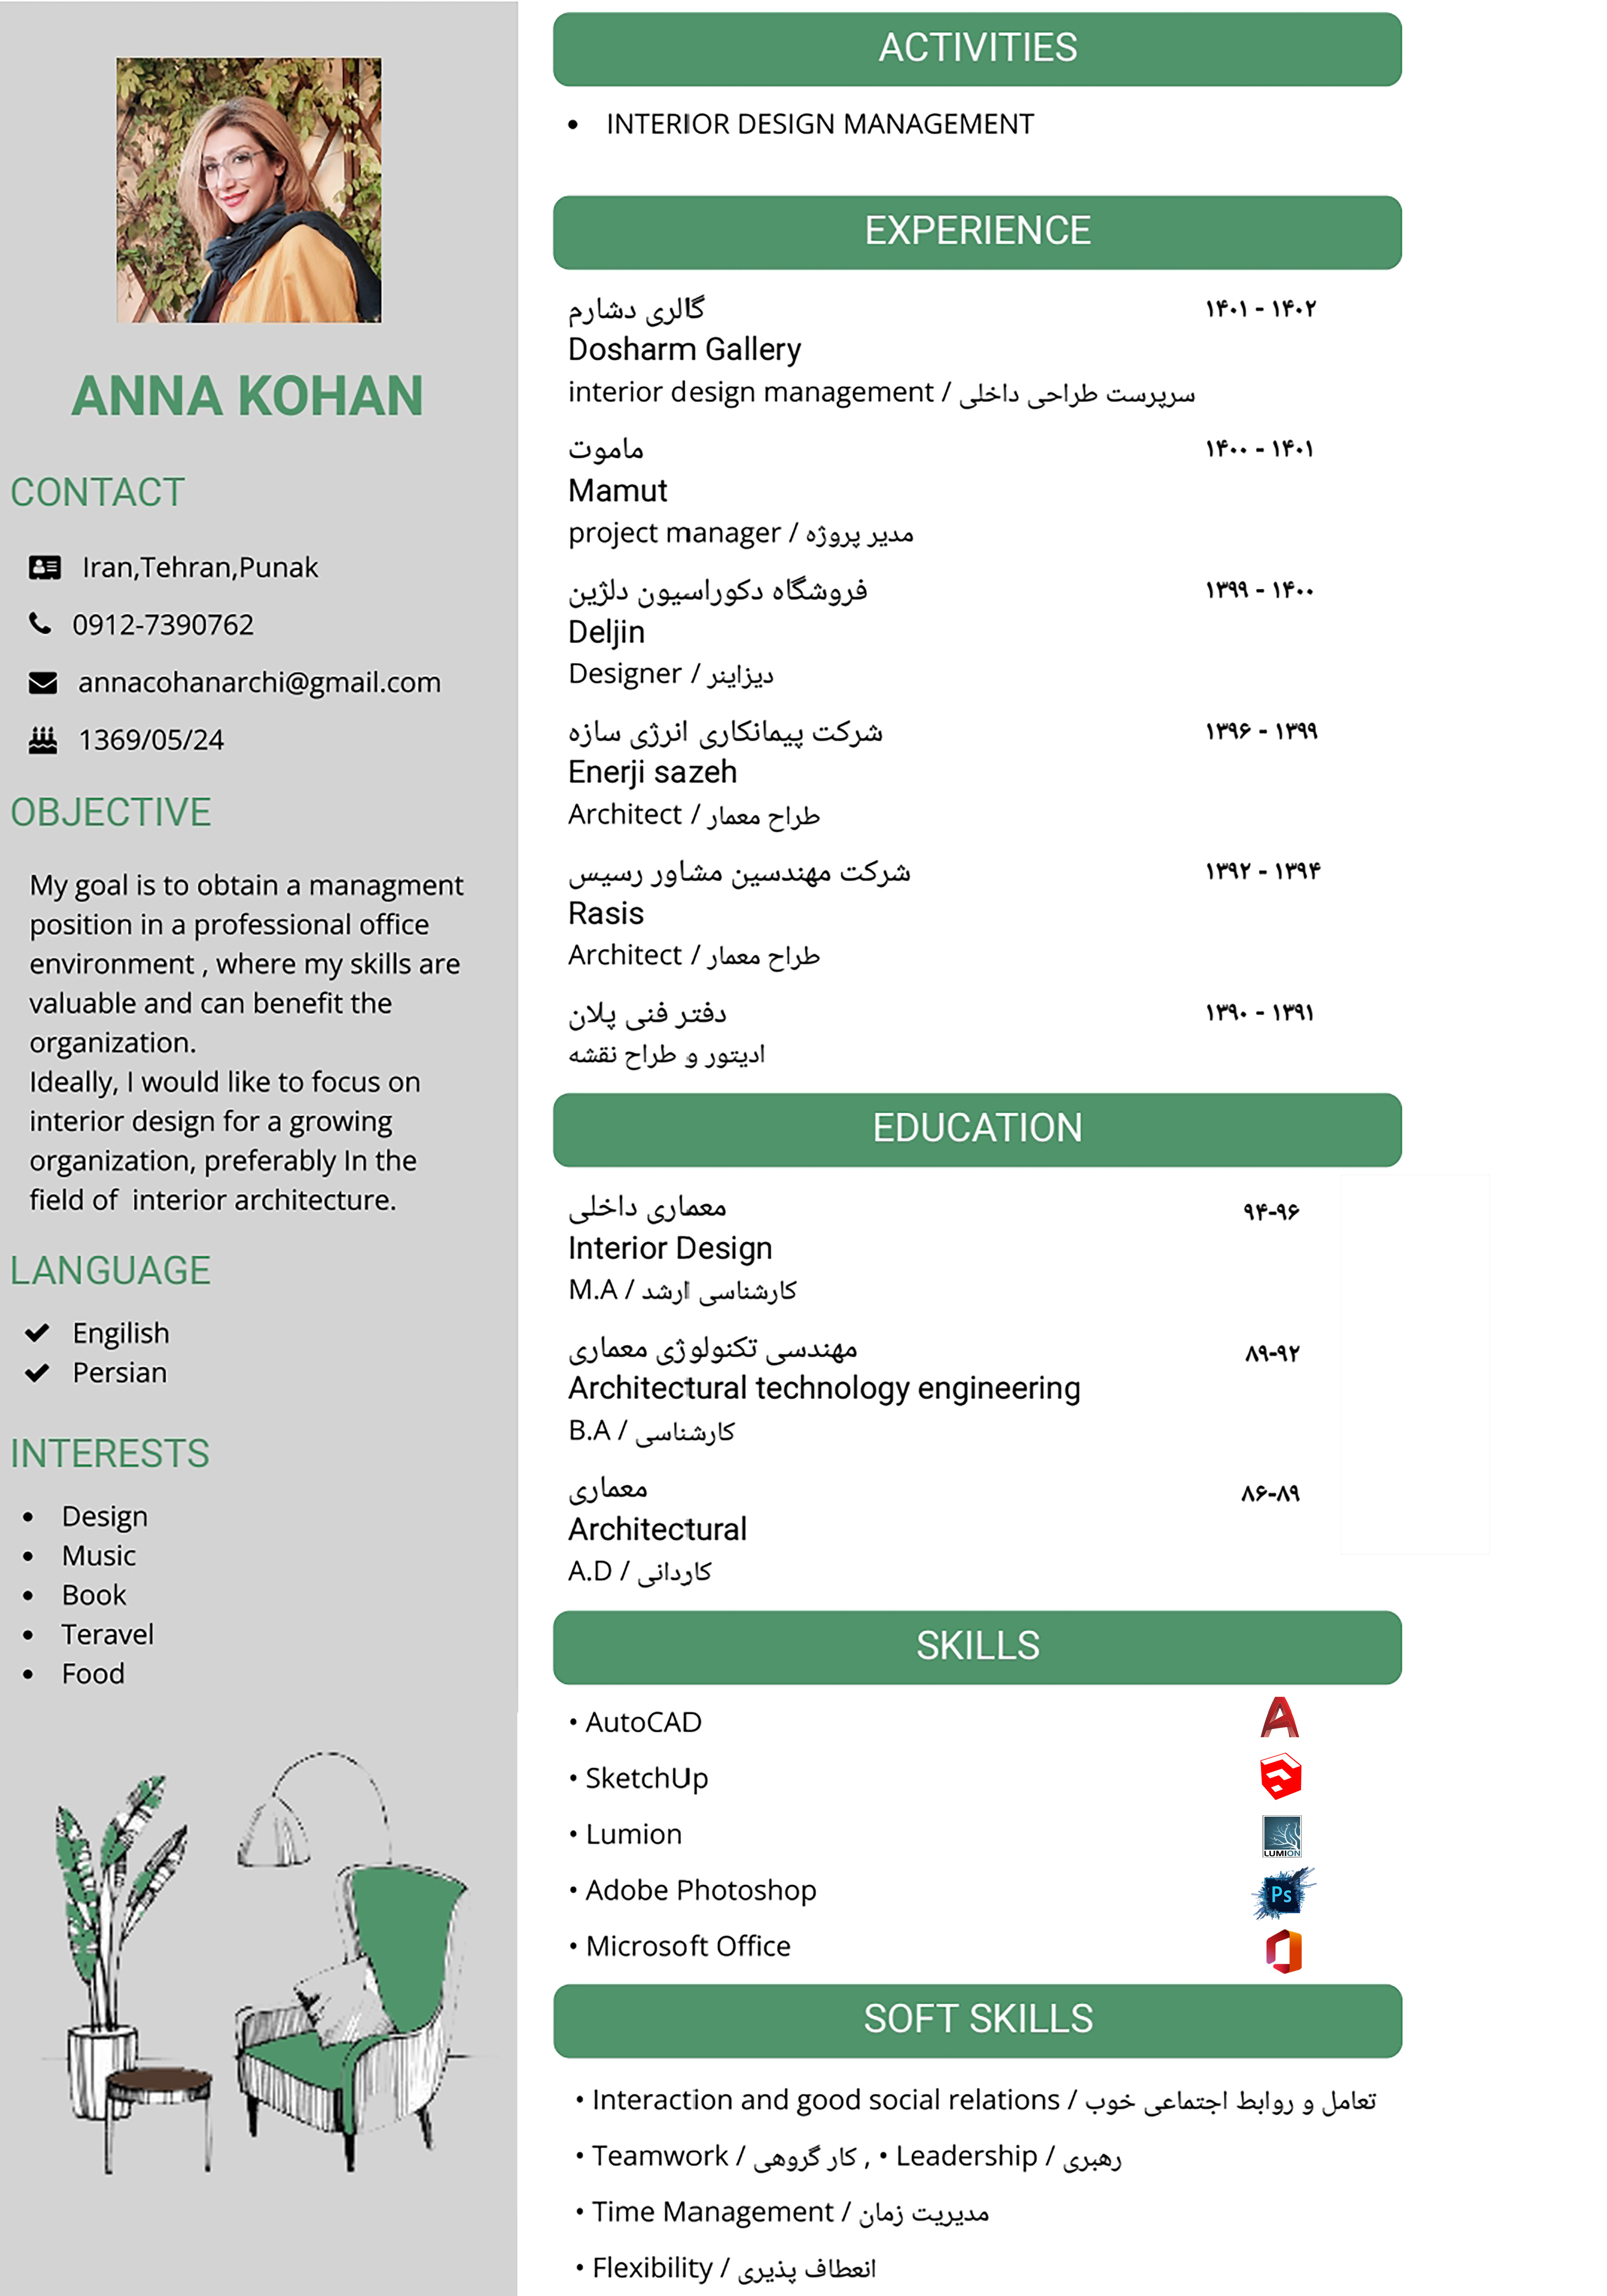 ANNA KOHAN
CONTACT
Iran,Tehran,Punak
0912-7390762
annacohanarchi@gmail.com
1369/05/24
OBJECTIVE
My goal is to obtain a managment
position in a professional office
environment , where my skills are
valuable and can benefit the
organization.
Ideally, I would like to focus on
interior design for a growing
organization, preferably In the
field of  interior architecture.
LANGUAGE
Engilish
Persian
INTERESTS
• Design
• Music
• Book
• Teravel
• Food
ACTIVITIES
• INTERIOR DESIGN MANAGEMENT
EXPERIENCE
گالری دشارم ۱۴۰۱ - ۱۴۰۲
Dosharm Gallery
interior design management / سرپرست طراحی داخلی
ماموت ۱۴۰۰ - ۱۴۰۱
Mamut
project manager / مدیر پروژه
فروشگاه دکوراسیون دلژین ۱۳۹۹ - ۱۴۰۰
Deljin
Designer / دیزاینر
شرکت پیمانکاری انرژی سازه ۱۳۹۶ - ۱۳۹۹
Enerji sazeh
Architect / طراح معمار
شرکت مهندسین مشاور رسیس ۱۳۹۲ - ۱۳۹۴
Rasis
Architect / طراح معمار
دفتر فنی پلان ۱۳۹۰ - ۱۳۹۱
ادیتور و طراح نقشه
EDUCATION
معماری داخلی ۹۴-۹۶
Interior Design
M.A / کارشناسی ارشد
مهندسی تکنولوژی معماری ۸۹-۹۲
Architectural technology engineering
B.A / کارشناسی
معماری ۸۶-۸۹
Architectural
A.D / کاردانی
SKILLS
• AutoCAD
• SketchUp
• Lumion
LUMION
• Adobe Photoshop
Ps
• Microsoft Office
SOFT SKILLS
• Interaction and good social relations / تعامل و روابط اجتماعی خوب
• Teamwork / کار گروهی , • Leadership / رهبری
• Time Management / مدیریت زمان
• Flexibility / انعطاف پذیری